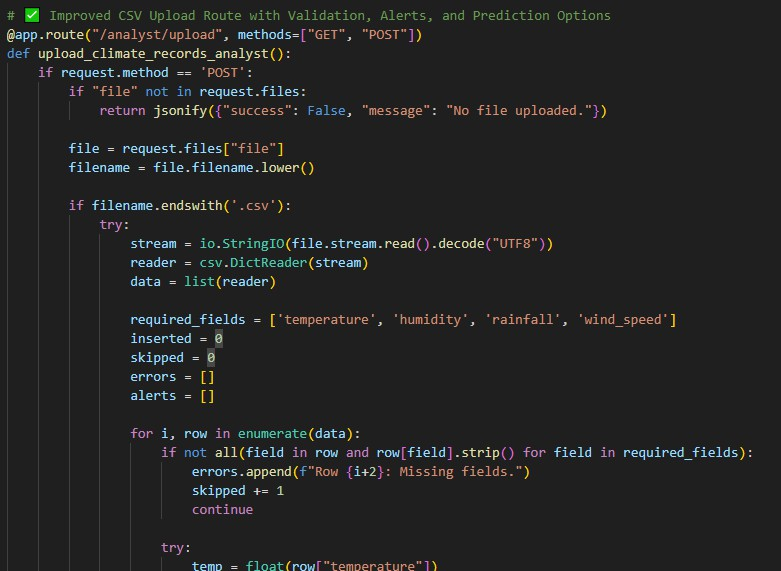 # ✅ Improved CSV Upload Route with Validation, Alerts, and Prediction Options
@app.route("/analyst/upload", methods=["GET", "POST"])
def upload_climate_records_analyst():
    if request.method == 'POST':
        if "file" not in request.files:
            return jsonify({"success": False, "message": "No file uploaded."})

        file = request.files["file"]
        filename = file.filename.lower()

        if filename.endswith('.csv'):
            try:
                stream = io.StringIO(file.stream.read().decode("UTF8"))
                reader = csv.DictReader(stream)
                data = list(reader)

                required_fields = ['temperature', 'humidity', 'rainfall', 'wind_speed']
                inserted = 0
                skipped = 0
                errors = []
                alerts = []

                for i, row in enumerate(data):
                    if not all(field in row and row[field].strip() for field in required_fields):
                        errors.append(f"Row {i+2}: Missing fields.")
                        skipped += 1
                        continue

                    try:
                        temp = float(row["temperature"])